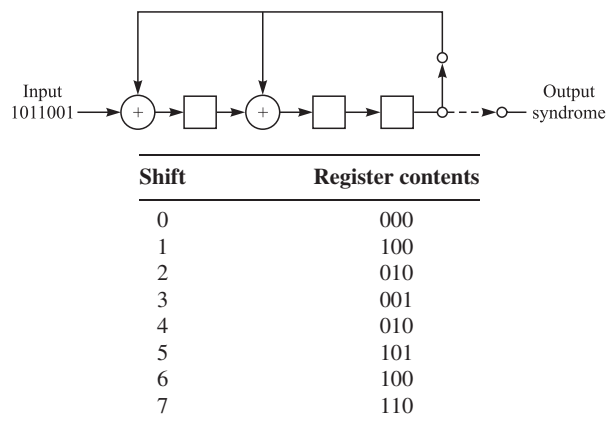 Input
1011001
+
+
Output
syndrome
Shift Register contents
0 000
1 100
2 010
3 001
4 010
5 101
6 100
7 110